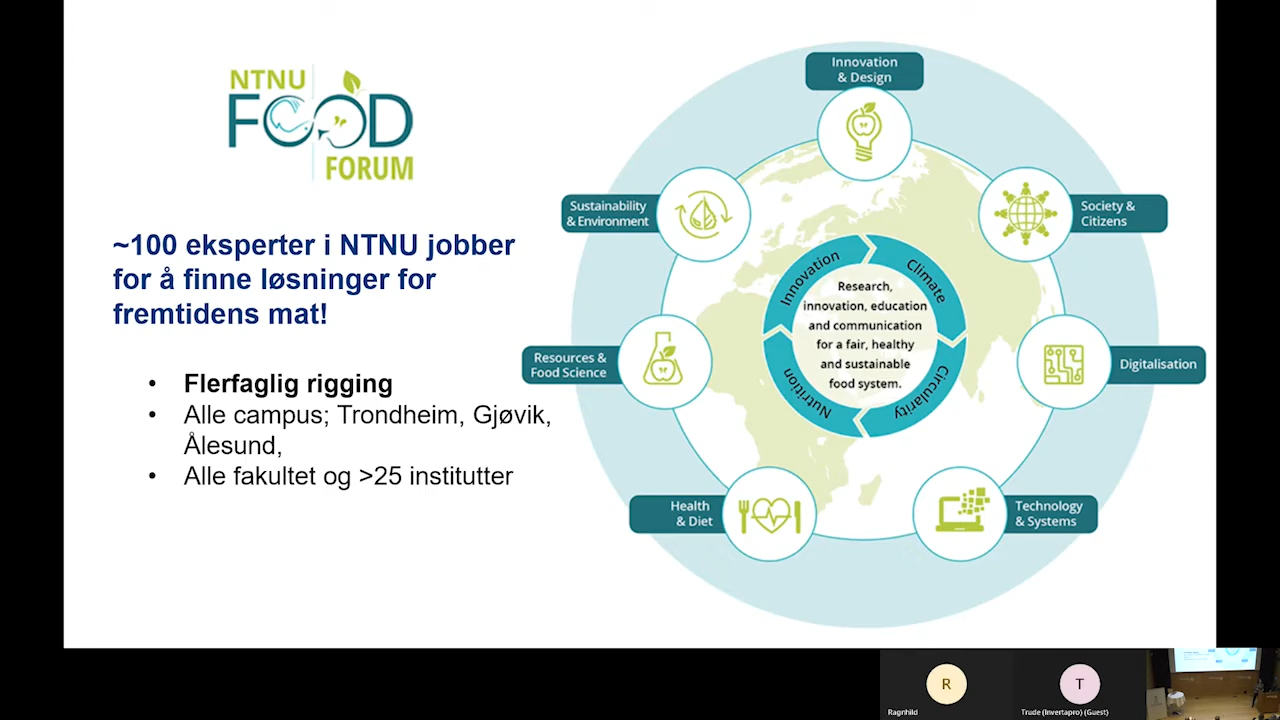 NTNU
FOOD
FORUM
~100 eksperter i NTNU jobber
for å finne løsninger for
fremtidens mat!
• Flerfaglig rigging
• Alle campus; Trondheim, Gjøvik,
Ålesund,
• Alle fakultet og >25 institutter
Innovation
& Design
Sustainability
& Environment
Society &
Citizens
Resources &
Food Science
Digitalisation
Health
& Diet
Technology
& Systems
Innovation
Climate
Circularity
Nutrition
Research,
innovation, education
and communication
for a fair, healthy
and sustainable
food system.
R
Ragnhild
T
Trude (Invertapro) (Guest)